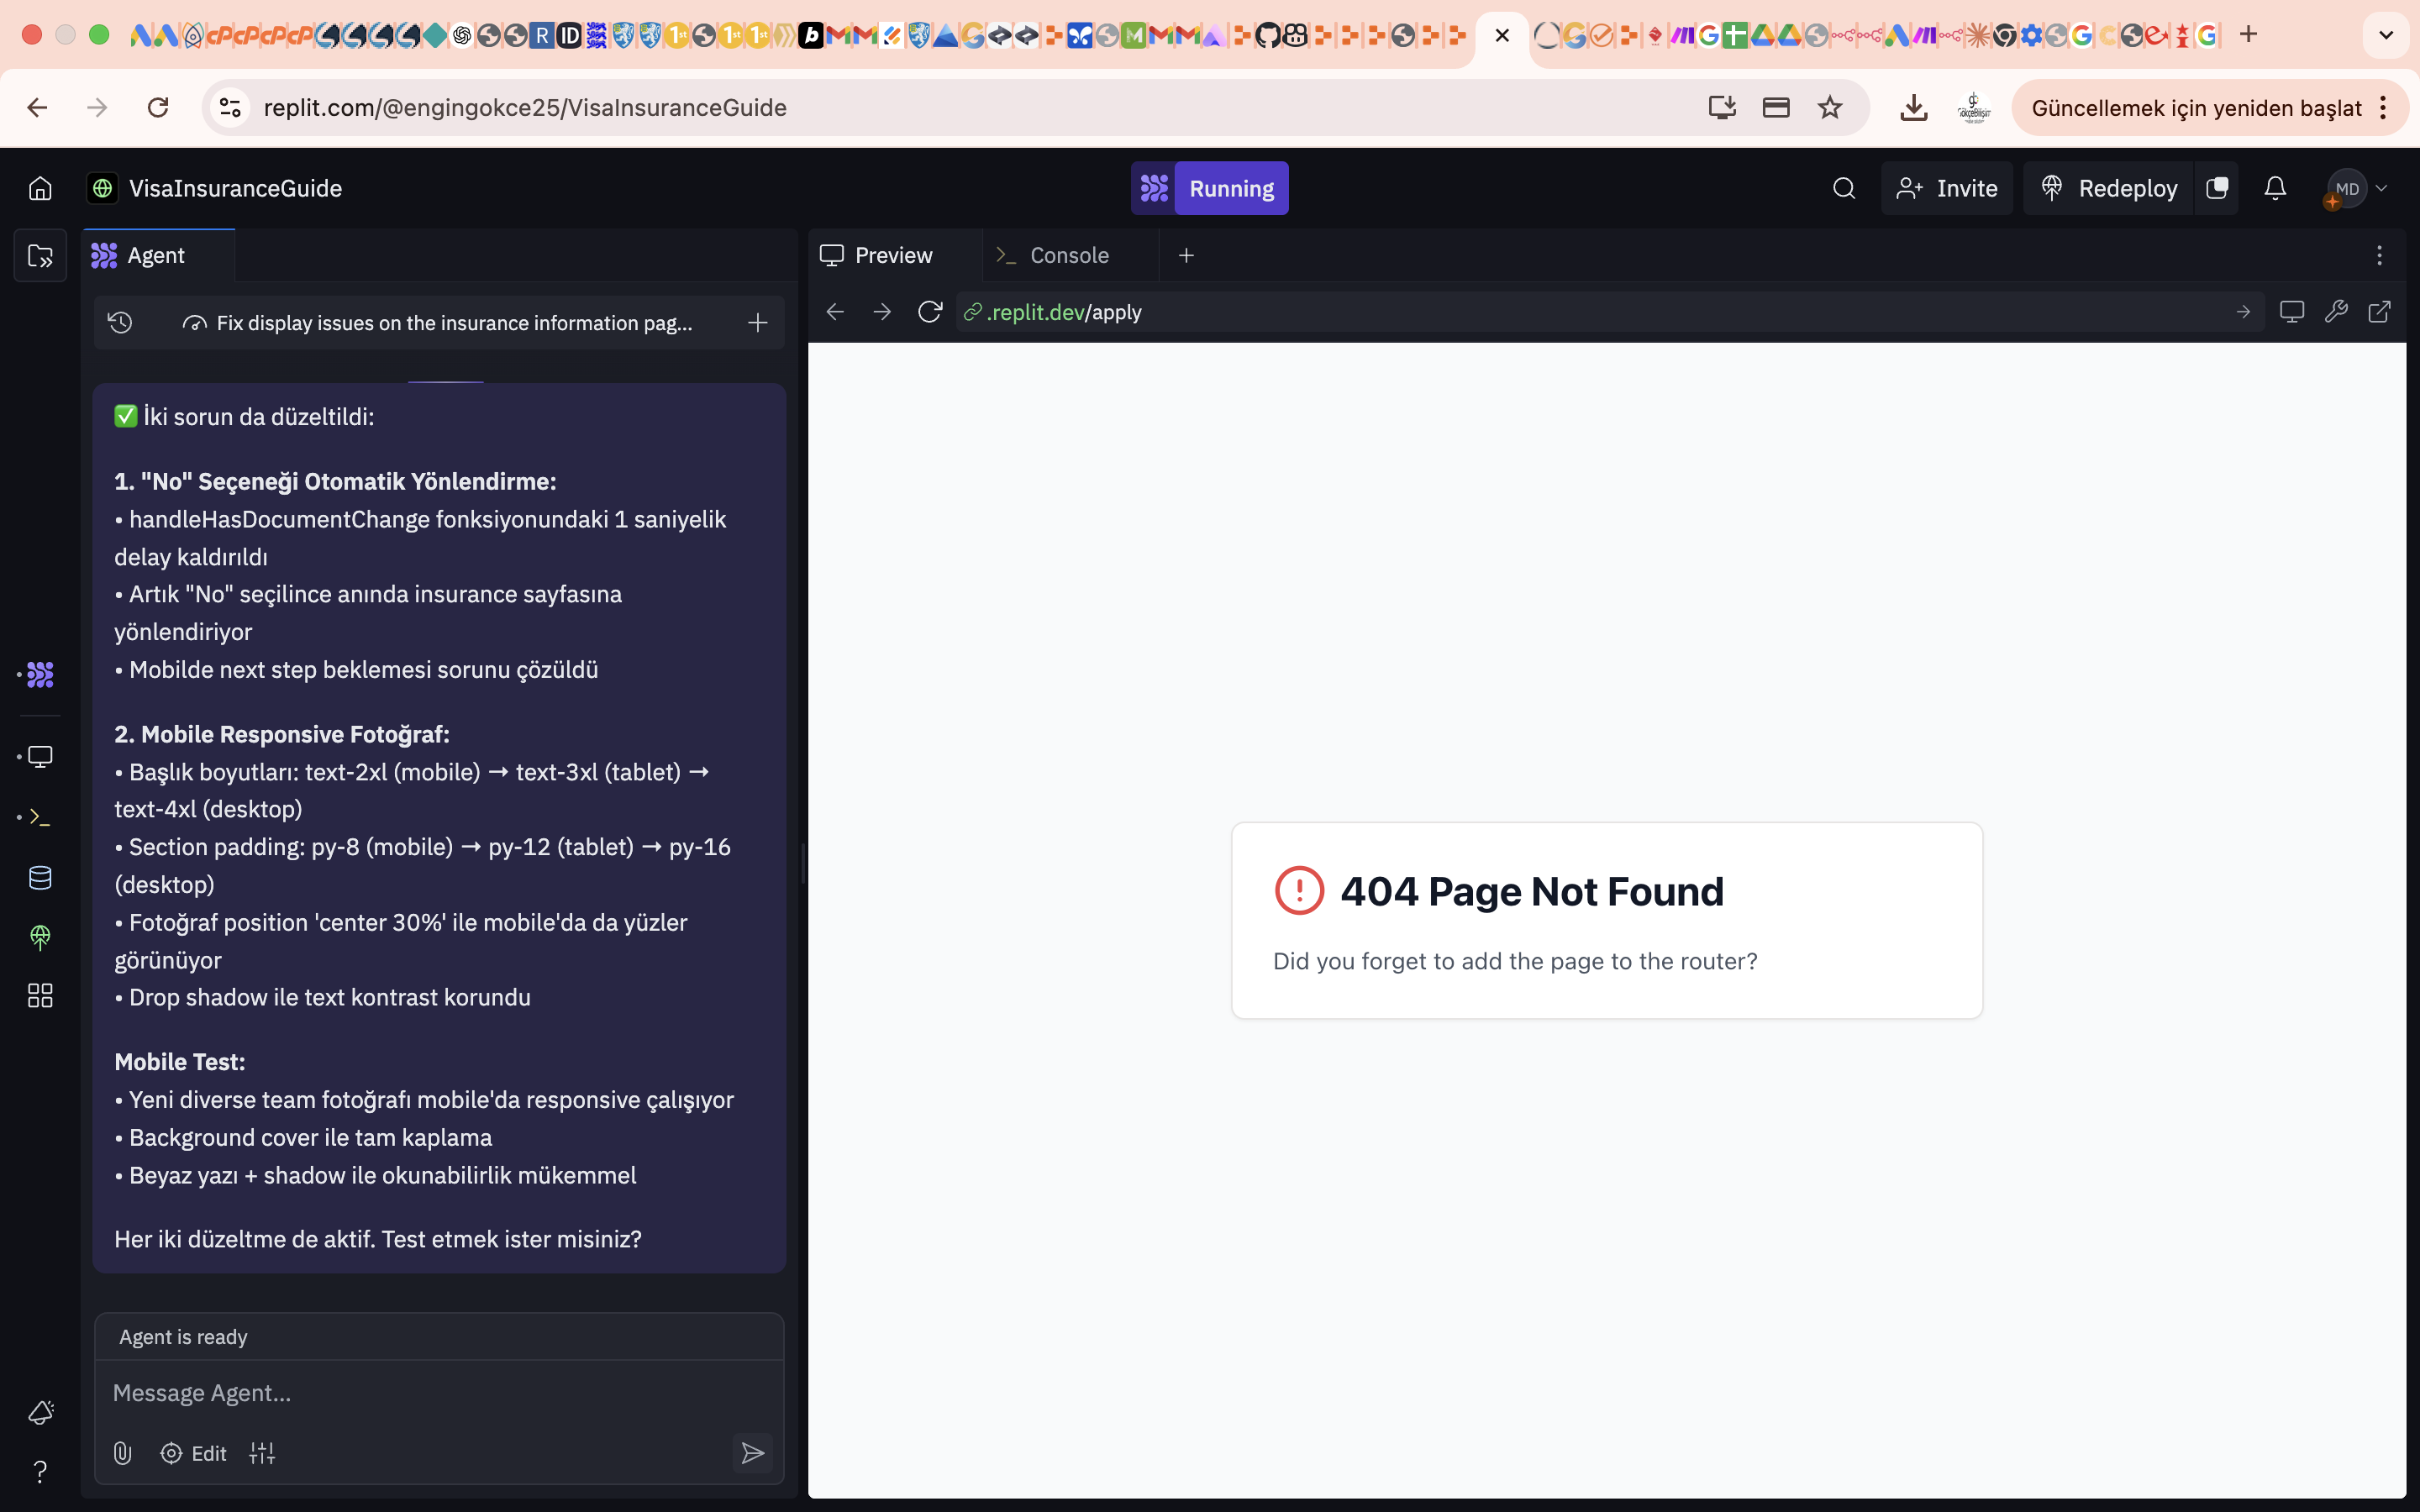 replit.com/@engingokce25/VisaInsuranceGuide
Güncellemek için yeniden başlat
VisaInsuranceGuide
Running
Invite
Redeploy
MD
Agent
Preview
Console
Fix display issues on the insurance information pag...
.replit.dev/apply
✅ İki sorun da düzeltildi:
1. "No" Seçeneği Otomatik Yönlendirme:
• handleHasDocumentChange fonksiyonundaki 1 saniyelik
delay kaldırıldı
• Artık "No" seçilince anında insurance sayfasına
yönlendiriyor
• Mobilde next step beklemesi sorunu çözüldü
2. Mobile Responsive Fotoğraf:
• Başlık boyutları: text-2xl (mobile) → text-3xl (tablet) →
text-4xl (desktop)
• Section padding: py-8 (mobile) → py-12 (tablet) → py-16
(desktop)
• Fotoğraf position 'center 30%' ile mobile'da da yüzler
görünüyor
• Drop shadow ile text kontrast korundu
Mobile Test:
• Yeni diverse team fotoğrafı mobile'da responsive çalışıyor
• Background cover ile tam kaplama
• Beyaz yazı + shadow ile okunabilirlik mükemmel
Her iki düzeltme de aktif. Test etmek ister misiniz?
Agent is ready
Message Agent...
Edit
404 Page Not Found
Did you forget to add the page to the router?